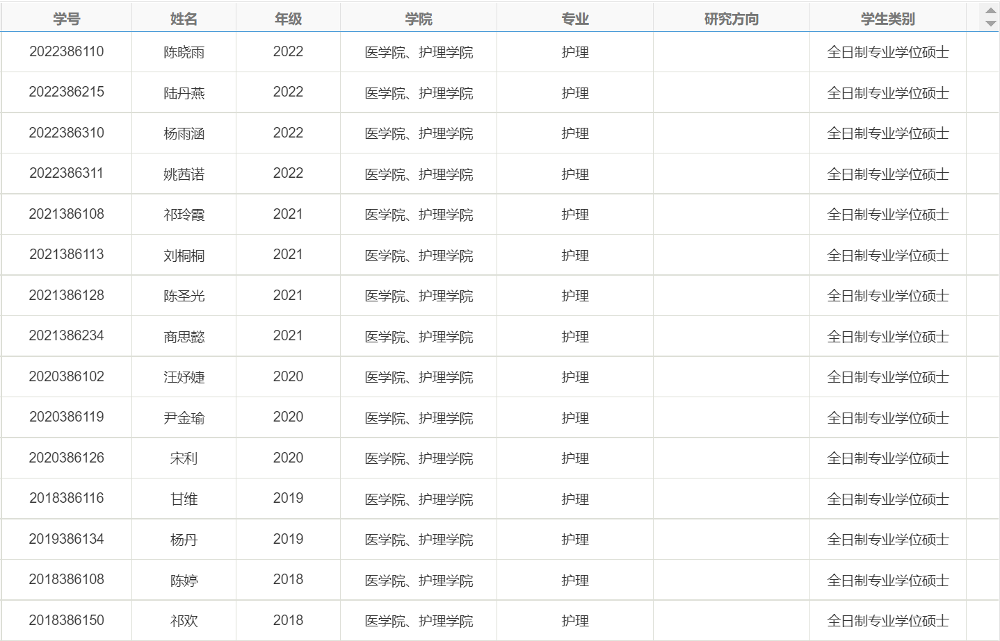 学号 姓名 年级 学院 专业 研究方向 学生类别
2022386110 陈晓雨 2022 医学院、护理学院 护理 全日制专业学位硕士
2022386215 陆丹燕 2022 医学院、护理学院 护理 全日制专业学位硕士
2022386310 杨雨涵 2022 医学院、护理学院 护理 全日制专业学位硕士
2022386311 姚茜诺 2022 医学院、护理学院 护理 全日制专业学位硕士
2021386108 祁玲霞 2021 医学院、护理学院 护理 全日制专业学位硕士
2021386113 刘桐桐 2021 医学院、护理学院 护理 全日制专业学位硕士
2021386128 陈圣光 2021 医学院、护理学院 护理 全日制专业学位硕士
2021386234 商思懿 2021 医学院、护理学院 护理 全日制专业学位硕士
2020386102 汪妤婕 2020 医学院、护理学院 护理 全日制专业学位硕士
2020386119 尹金瑜 2020 医学院、护理学院 护理 全日制专业学位硕士
2020386126 宋利 2020 医学院、护理学院 护理 全日制专业学位硕士
2018386116 甘维 2019 医学院、护理学院 护理 全日制专业学位硕士
2019386134 杨丹 2019 医学院、护理学院 护理 全日制专业学位硕士
2018386108 陈婷 2018 医学院、护理学院 护理 全日制专业学位硕士
2018386150 祁欢 2018 医学院、护理学院 护理 全日制专业学位硕士